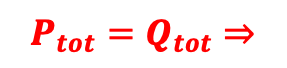 P_tot = Q_tot ⇒